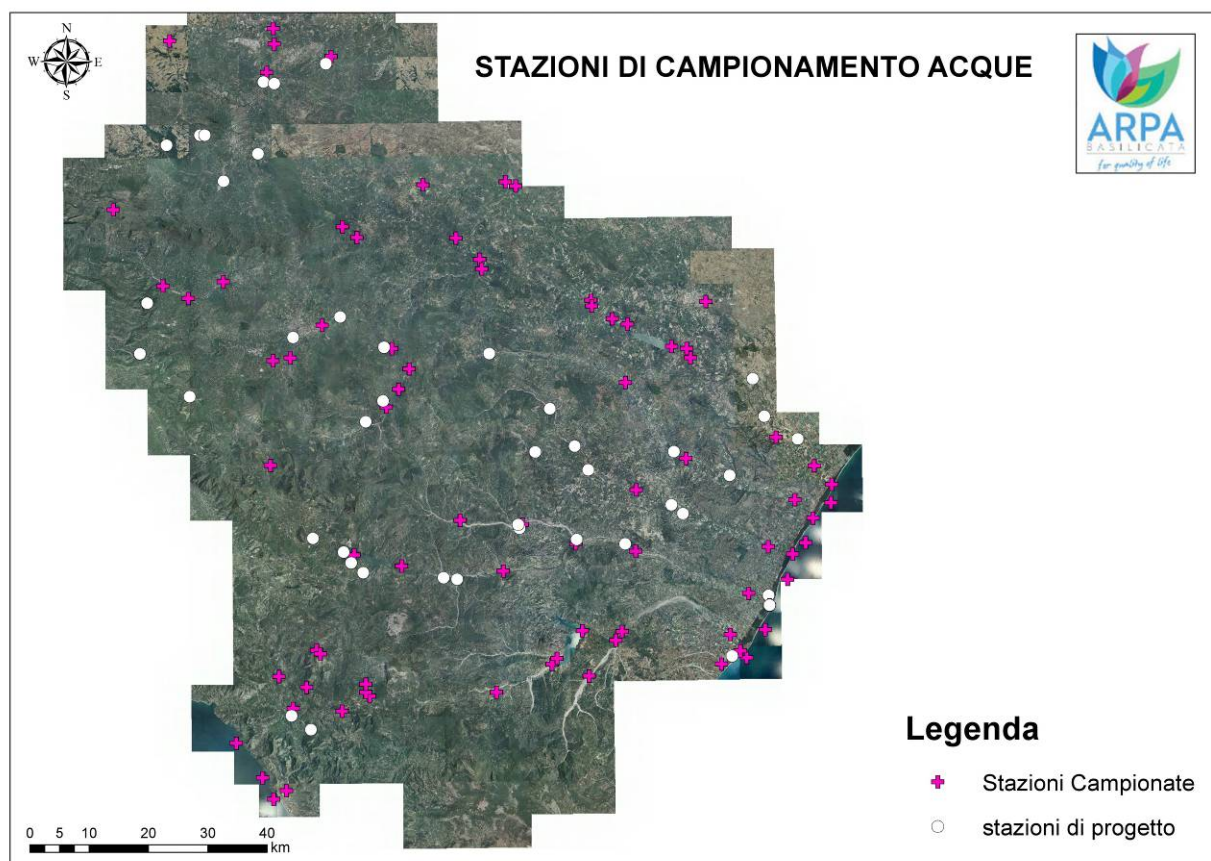 N
W E
S
STAZIONI DI CAMPIONAMENTO ACQUE
ARPA
BASILICATA
for quality of life
Legenda
Stazioni Campionate
stazioni di progetto
0 5 10 20 30 40
km